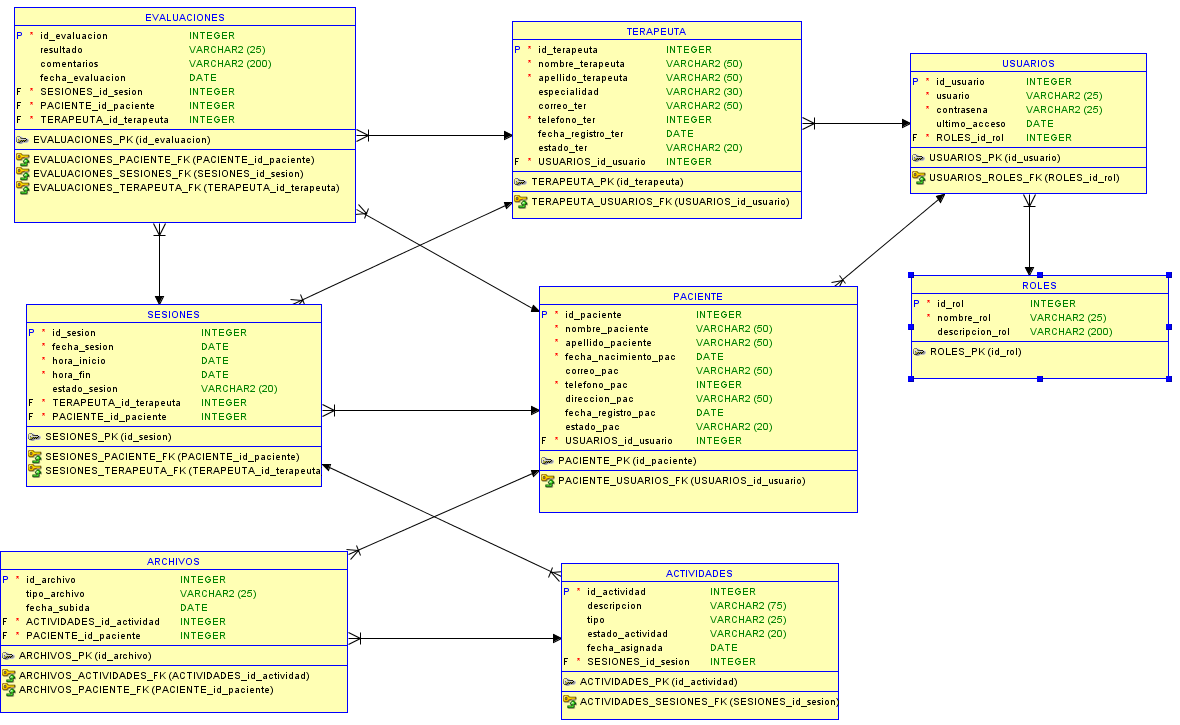 EVALUACIONES
P * id_evaluacion INTEGER
resultado VARCHAR2 (25)
comentarios VARCHAR2 (200)
fecha_evaluacion DATE
F * SESIONES_id_sesion INTEGER
F * PACIENTE_id_paciente INTEGER
F * TERAPEUTA_id_terapeuta INTEGER
EVALUACIONES_PK (id_evaluacion)
EVALUACIONES_PACIENTE_FK (PACIENTE_id_paciente)
EVALUACIONES_SESIONES_FK (SESIONES_id_sesion)
EVALUACIONES_TERAPEUTA_FK (TERAPEUTA_id_terapeuta)
TERAPEUTA
P * id_terapeuta INTEGER
* nombre_terapeuta VARCHAR2 (50)
* apellido_terapeuta VARCHAR2 (50)
especialidad VARCHAR2 (30)
correo_ter VARCHAR2 (50)
* telefono_ter INTEGER
fecha_registro_ter DATE
estado_ter VARCHAR2 (20)
F * USUARIOS_id_usuario INTEGER
TERAPEUTA_PK (id_terapeuta)
TERAPEUTA_USUARIOS_FK (USUARIOS_id_usuario)
USUARIOS
P * id_usuario INTEGER
* usuario VARCHAR2 (25)
* contrasena VARCHAR2 (25)
ultimo_acceso DATE
F * ROLES_id_rol INTEGER
USUARIOS_PK (id_usuario)
USUARIOS_ROLES_FK (ROLES_id_rol)
SESIONES
P * id_sesion INTEGER
* fecha_sesion DATE
* hora_inicio DATE
* hora_fin DATE
estado_sesion VARCHAR2 (20)
F * TERAPEUTA_id_terapeuta INTEGER
F * PACIENTE_id_paciente INTEGER
SESIONES_PK (id_sesion)
SESIONES_PACIENTE_FK (PACIENTE_id_paciente)
SESIONES_TERAPEUTA_FK (TERAPEUTA_id_terapeuta
PACIENTE
P * id_paciente INTEGER
* nombre_paciente VARCHAR2 (50)
* apellido_paciente VARCHAR2 (50)
* fecha_nacimiento_pac DATE
correo_pac VARCHAR2 (50)
* telefono_pac INTEGER
direccion_pac VARCHAR2 (50)
fecha_registro_pac DATE
estado_pac VARCHAR2 (20)
F * USUARIOS_id_usuario INTEGER
PACIENTE_PK (id_paciente)
PACIENTE_USUARIOS_FK (USUARIOS_id_usuario)
ROLES
P * id_rol INTEGER
* nombre_rol VARCHAR2 (25)
descripcion_rol VARCHAR2 (200)
ROLES_PK (id_rol)
ARCHIVOS
P * id_archivo INTEGER
tipo_archivo VARCHAR2 (25)
fecha_subida DATE
F * ACTIVIDADES_id_actividad INTEGER
F * PACIENTE_id_paciente INTEGER
ARCHIVOS_PK (id_archivo)
ARCHIVOS_ACTIVIDADES_FK (ACTIVIDADES_id_actividad)
ARCHIVOS_PACIENTE_FK (PACIENTE_id_paciente)
ACTIVIDADES
P * id_actividad INTEGER
descripcion VARCHAR2 (75)
tipo VARCHAR2 (25)
estado_actividad VARCHAR2 (20)
fecha_asignada DATE
F * SESIONES_id_sesion INTEGER
ACTIVIDADES_PK (id_actividad)
ACTIVIDADES_SESIONES_FK (SESIONES_id_sesion)